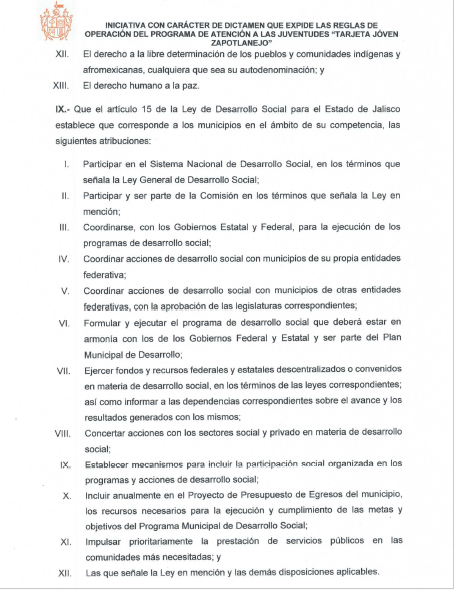 INICIATIVA CON CARÁCTER DE DICTAMEN QUE EXPIDE LAS REGLAS DE
OPERACIÓN DEL PROGRAMA DE ATENCIÓN A LAS JUVENTUDES "TARJETA JÓVEN
ZAPOTLANEJO"
XII. El derecho a la libre determinación de los pueblos y comunidades indígenas y
afromexicanas, cualquiera que sea su autodenominación; y
XIII. El derecho humano a la paz.
IX.- Que el artículo 15 de la Ley de Desarrollo Social para el Estado de Jalisco
establece que corresponde a los municipios en el ámbito de su competencia, las
siguientes atribuciones:
I. Participar en el Sistema Nacional de Desarrollo Social, en los términos que
señala la Ley General de Desarrollo Social;
II. Participar y ser parte de la Comisión en los términos que señala la Ley en
mención;
III. Coordinarse, con los Gobiernos Estatal y Federal, para la ejecución de los
programas de desarrollo social;
IV. Coordinar acciones de desarrollo social con municipios de su propia entidades
federativa;
V. Coordinar acciones de desarrollo social con municipios de otras entidades
federativas, con la aprobación de las legislaturas correspondientes;
VI. Formular y ejecutar el programa de desarrollo social que deberá estar en
armonía con los de los Gobiernos Federal y Estatal y ser parte del Plan
Municipal de Desarrollo;
VII. Ejercer fondos y recursos federales y estatales descentralizados o convenidos
en materia de desarrollo social, en los términos de las leyes correspondientes;
así como informar a las dependencias correspondientes sobre el avance y los
resultados generados con los mismos;
VIII. Concertar acciones con los sectores social y privado en materia de desarrollo
social;
IX. Establecer mecanismos para incluir la participación social organizada en los
programas y acciones de desarrollo social;
X. Incluir anualmente en el Proyecto de Presupuesto de Egresos del municipio,
los recursos necesarios para la ejecución y cumplimiento de las metas y
objetivos del Programa Municipal de Desarrollo Social;
XI. Impulsar prioritariamente la prestación de servicios públicos en las
comunidades más necesitadas; y
XII. Las que señale la Ley en mención y las demás disposiciones aplicables.